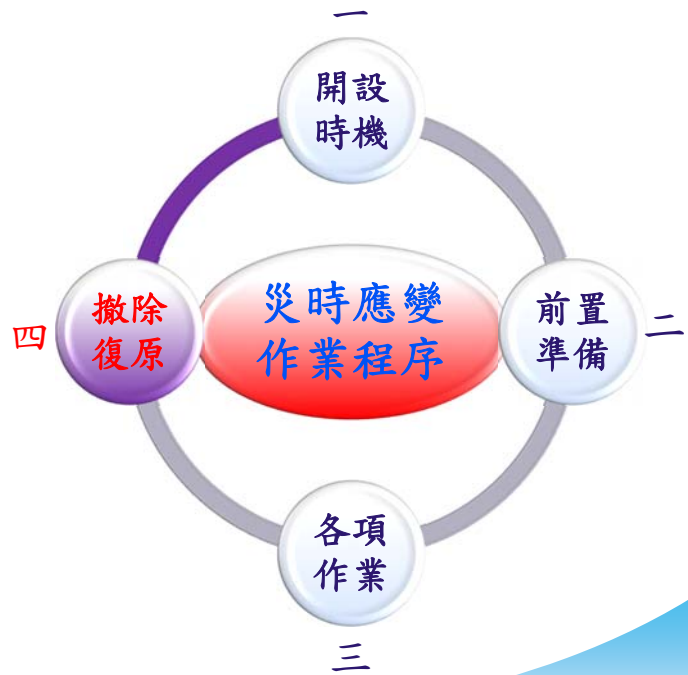 一
開設
時機
二
前置
準備
三
各項
作業
四
撤除
復原
災時應變
作業程序